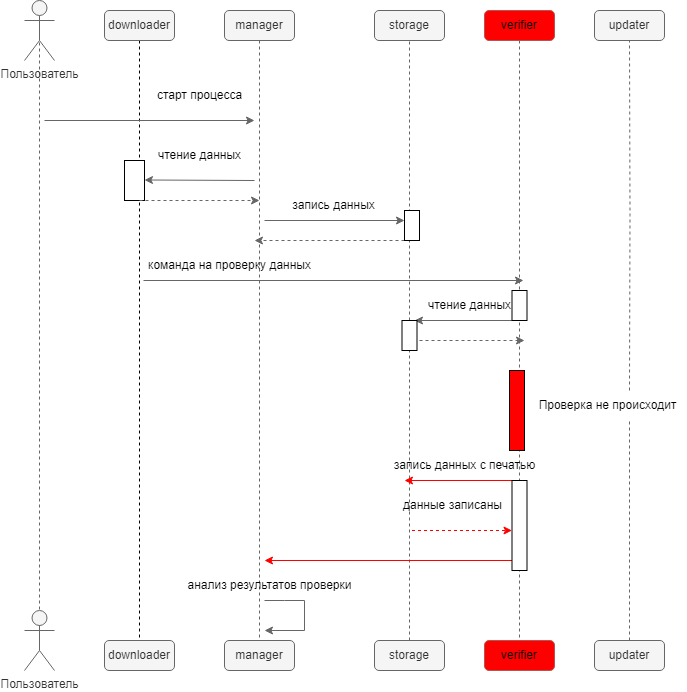 downloader
manager
storage
verifier
updater
Пользователь
старт процесса
чтение данных
запись данных
команда на проверку данных
чтение данных
Проверка не происходит
запись данных с печатью
данные записаны
анализ результатов проверки
downloader
manager
storage
verifier
updater
Пользователь